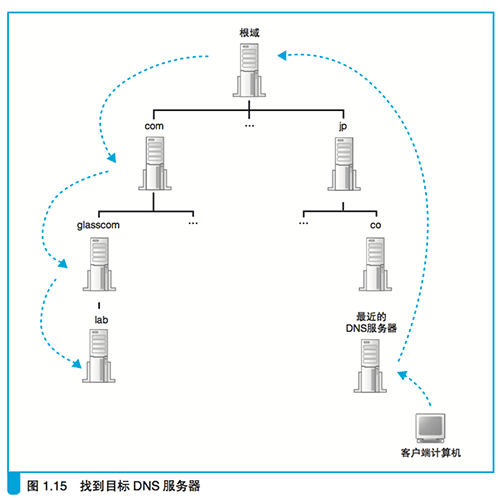 根域
com
…
jp
glasscom
…
…
co
lab
最近的
DNS服务器
客户端计算机
图 1.15 找到目标 DNS 服务器